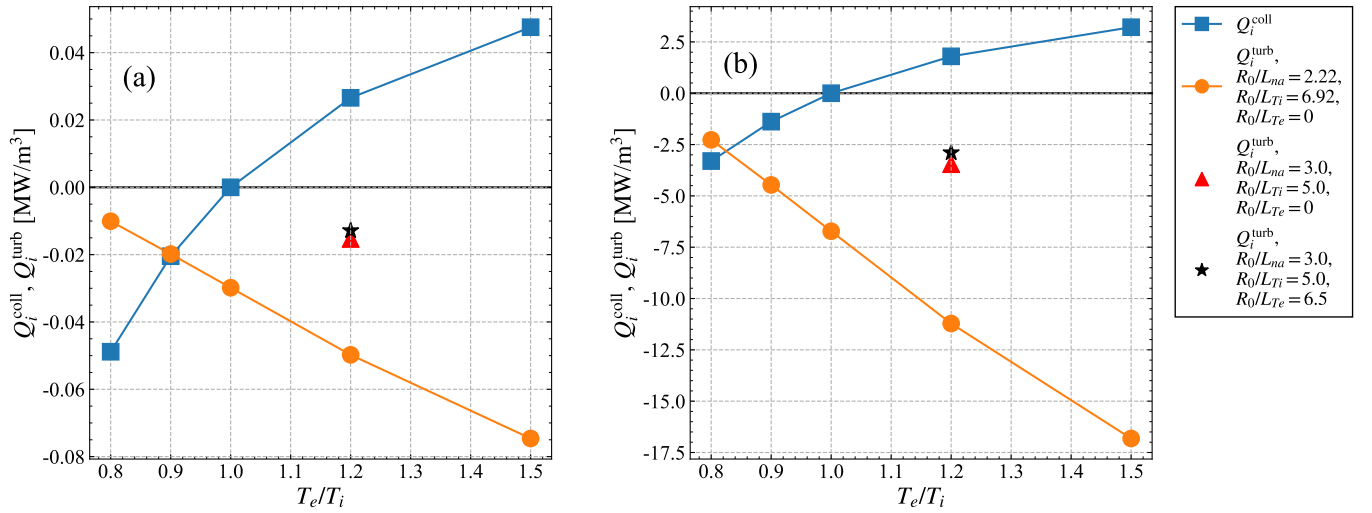 (a)
0.04
0.02
0.00
-0.02
-0.04
-0.06
-0.08
Q_i^coll, Q_i^turb [MW/m^3]
0.8 0.9 1.0 1.1 1.2 1.3 1.4 1.5
T_e/T_i
(b)
2.5
0.0
-2.5
-5.0
-7.5
-10.0
-12.5
-15.0
-17.5
Q_i^coll, Q_i^turb [MW/m^3]
0.8 0.9 1.0 1.1 1.2 1.3 1.4 1.5
T_e/T_i
Q_i^coll
Q_i^turb,
R_0/L_na = 2.22,
R_0/L_Ti = 6.92,
R_0/L_Te = 0
Q_i^turb,
R_0/L_na = 3.0,
R_0/L_Ti = 5.0,
R_0/L_Te = 0
Q_i^turb,
R_0/L_na = 3.0,
R_0/L_Ti = 5.0,
R_0/L_Te = 6.5